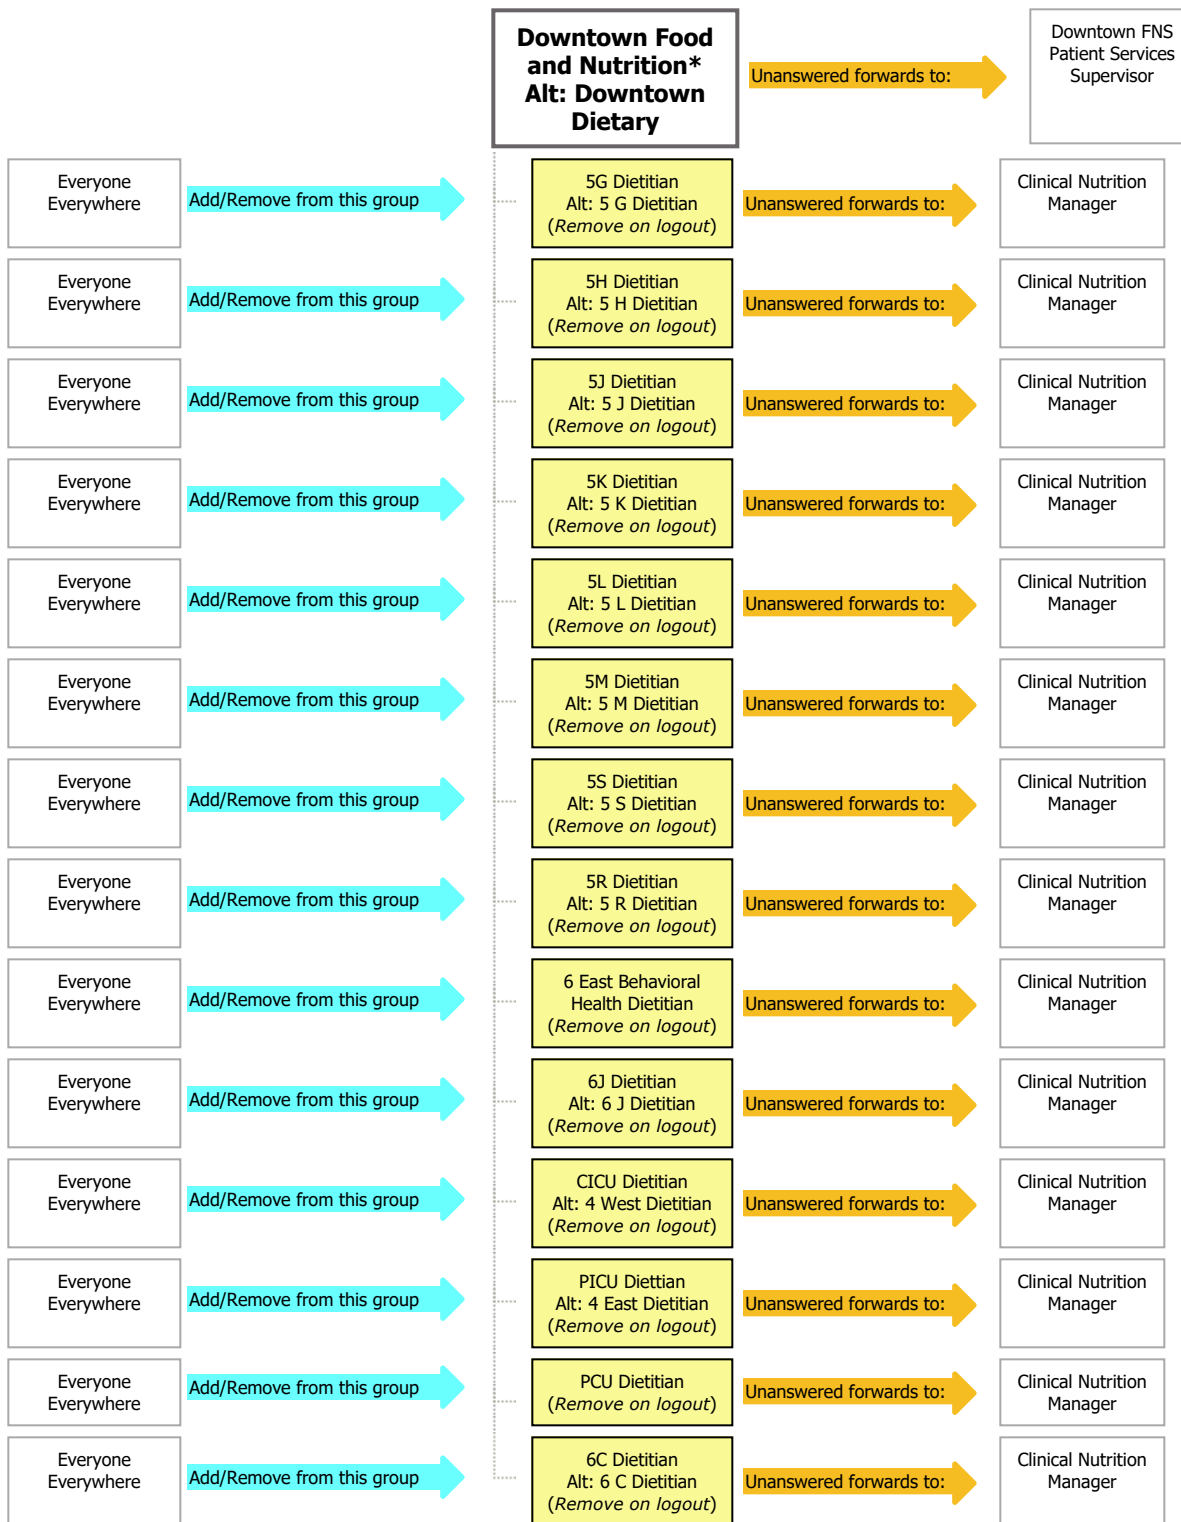 Downtown Food
and Nutrition*
Alt: Downtown
Dietary
Unanswered forwards to:
Downtown FNS
Patient Services
Supervisor
Everyone
Everywhere
Add/Remove from this group
5G Dietitian
Alt: 5 G Dietitian
(Remove on logout)
Unanswered forwards to:
Clinical Nutrition
Manager
Everyone
Everywhere
Add/Remove from this group
5H Dietitian
Alt: 5 H Dietitian
(Remove on logout)
Unanswered forwards to:
Clinical Nutrition
Manager
Everyone
Everywhere
Add/Remove from this group
5J Dietitian
Alt: 5 J Dietitian
(Remove on logout)
Unanswered forwards to:
Clinical Nutrition
Manager
Everyone
Everywhere
Add/Remove from this group
5K Dietitian
Alt: 5 K Dietitian
(Remove on logout)
Unanswered forwards to:
Clinical Nutrition
Manager
Everyone
Everywhere
Add/Remove from this group
5L Dietitian
Alt: 5 L Dietitian
(Remove on logout)
Unanswered forwards to:
Clinical Nutrition
Manager
Everyone
Everywhere
Add/Remove from this group
5M Dietitian
Alt: 5 M Dietitian
(Remove on logout)
Unanswered forwards to:
Clinical Nutrition
Manager
Everyone
Everywhere
Add/Remove from this group
5S Dietitian
Alt: 5 S Dietitian
(Remove on logout)
Unanswered forwards to:
Clinical Nutrition
Manager
Everyone
Everywhere
Add/Remove from this group
5R Dietitian
Alt: 5 R Dietitian
(Remove on logout)
Unanswered forwards to:
Clinical Nutrition
Manager
Everyone
Everywhere
Add/Remove from this group
6 East Behavioral
Health Dietitian
(Remove on logout)
Unanswered forwards to:
Clinical Nutrition
Manager
Everyone
Everywhere
Add/Remove from this group
6J Dietitian
Alt: 6 J Dietitian
(Remove on logout)
Unanswered forwards to:
Clinical Nutrition
Manager
Everyone
Everywhere
Add/Remove from this group
CICU Dietitian
Alt: 4 West Dietitian
(Remove on logout)
Unanswered forwards to:
Clinical Nutrition
Manager
Everyone
Everywhere
Add/Remove from this group
PICU Diettian
Alt: 4 East Dietitian
(Remove on logout)
Unanswered forwards to:
Clinical Nutrition
Manager
Everyone
Everywhere
Add/Remove from this group
PCU Dietitian
(Remove on logout)
Unanswered forwards to:
Clinical Nutrition
Manager
Everyone
Everywhere
Add/Remove from this group
6C Dietitian
Alt: 6 C Dietitian
(Remove on logout)
Unanswered forwards to:
Clinical Nutrition
Manager